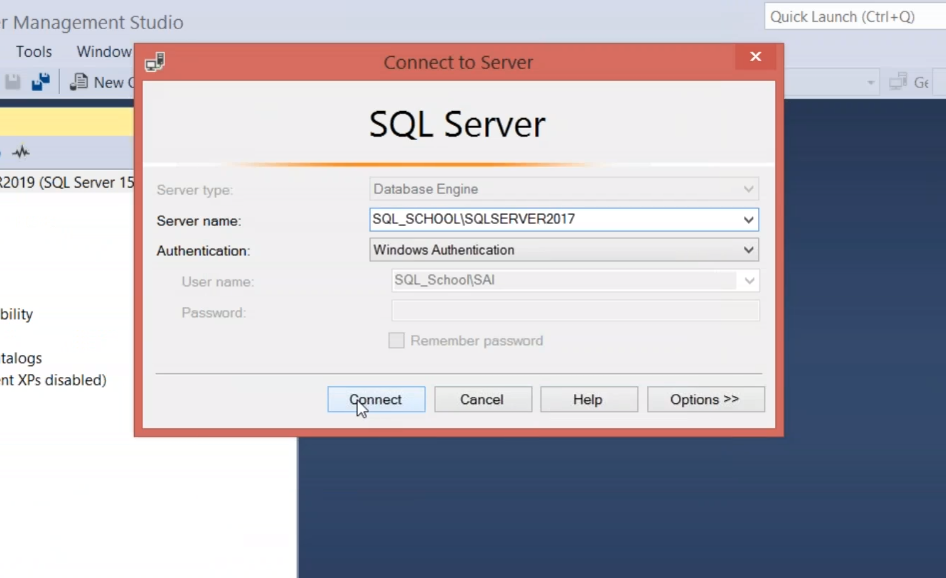 r Management Studio
Quick Launch (Ctrl+Q)
Tools Window
New
Connect to Server
SQL Server
R2019 (SQL Server 15
Server type: Database Engine
Server name: SQL_SCHOOL\SQLSERVER2017
Authentication: Windows Authentication
User name: SQL_School\SAI
Password:
bility
Remember password
talogs
nt XPs disabled)
Connect Cancel Help Options >>